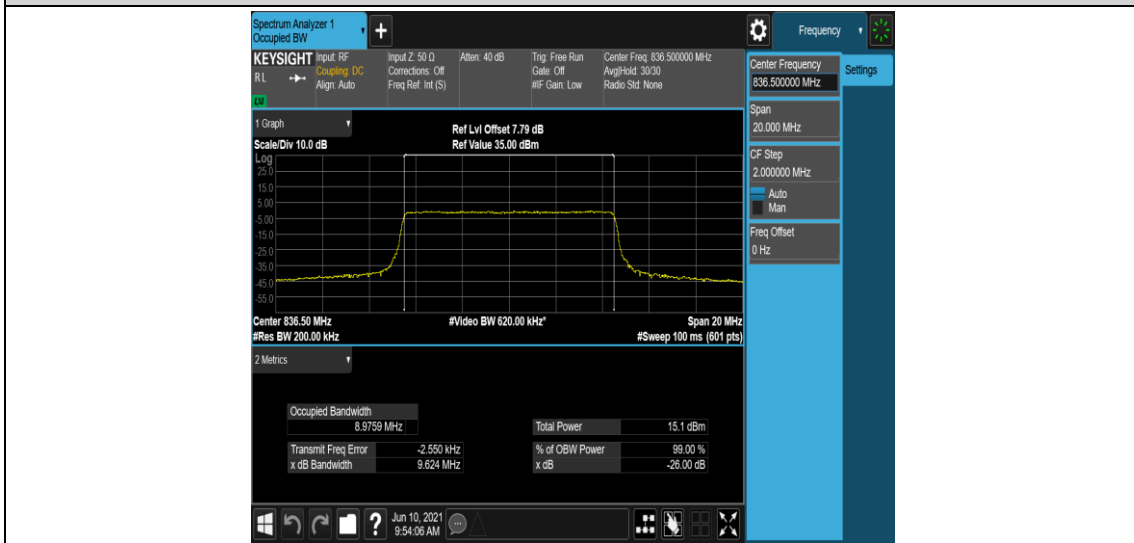 Spectrum Analyzer 1
Occupied BW
+
Frequency
KEYSIGHT
RL
LXI
Input: RF
Coupling: DC
Align: Auto
Input Z: 50 Ω
Corrections: Off
Freq Ref: Int (S)
Atten: 40 dB
Trig: Free Run
Gate: Off
#IF Gain: Low
Center Freq: 836.500000 MHz
Avg|Hold: 30/30
Radio Std: None
Center Frequency
836.500000 MHz
Settings
Span
20.000 MHz
CF Step
2.000000 MHz
Auto
Man
Freq Offset
0 Hz
1 Graph
Scale/Div 10.0 dB
Ref Lvl Offset 7.79 dB
Ref Value 35.00 dBm
Log
25.0
15.0
5.00
-5.00
-15.0
-25.0
-35.0
-45.0
-55.0
Center 836.50 MHz
#Video BW 620.00 kHz*
Span 20 MHz
#Res BW 200.00 kHz
#Sweep 100 ms (601 pts)
2 Metrics
Occupied Bandwidth
8.9759 MHz
Total Power 15.1 dBm
Transmit Freq Error -2.550 kHz
% of OBW Power 99.00 %
x dB Bandwidth 9.624 MHz
x dB -26.00 dB
?
Jun 10, 2021
9:54:06 AM